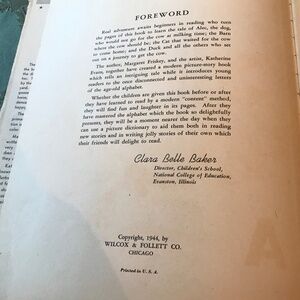 FOREWORD
Real adventure awaits beginners in reading who turn
the pages of this book to learn the tale of Alec, the dog,
who would not go for the cow at milking time; the Barn
where the cow should be; the Cat that waited for the cow
to come home; and the Duck and all the others who set
out on a journey to get the cow.
The author, Margaret Friskey, and the artist, Katherine
Evans, together have created a modern picture-story book
which tells an intriguing tale while it introduces young
readers to the once disconnected and uninteresting letters
of the age-old alphabet.
Whether the children are given this book before or after
they have learned to read by a modern "content" method,
they will find fun and laughter in its pages. After they
have mastered the alphabet which the book so delightfully
presents, they will be a moment nearer the day when they
can use a picture dictionary to aid them both in reading
new stories and in writing jolly stories of their own which
their friends will delight to read.
Clara Belle Baker
Director, Children's School,
National College of Education,
Evanston, Illinois
Copyright, 1944, by
WILCOX & FOLLETT CO.
CHICAGO
Printed in U. S. A.